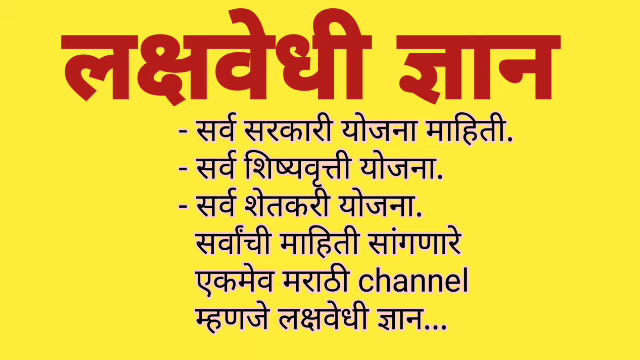 लक्षवेधी ज्ञान
- सर्व सरकारी योजना माहिती.
- सर्व शिष्यवृत्ती योजना.
- सर्व शेतकरी योजना.
सर्वांची माहिती सांगणारे
एकमेव मराठी channel
म्हणजे लक्षवेधी ज्ञान...